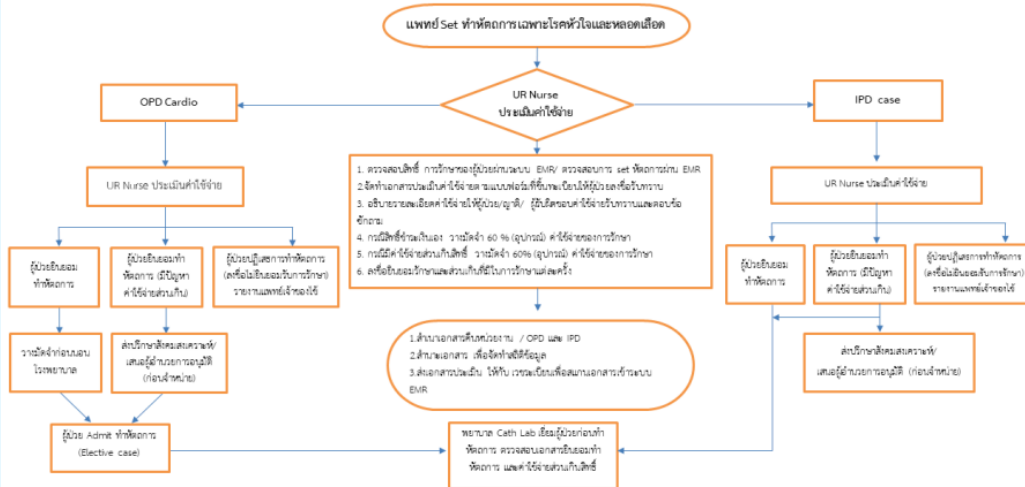 แพทย์ Set ทำหัตถการเฉพาะโรคหัวใจและหลอดเลือด
OPD Cardio
UR Nurse
ประเมินค่าใช้จ่าย
IPD case
UR Nurse ประเมินค่าใช้จ่าย
1. ตรวจสอบสิทธิ์ การรักษาของผู้ป่วยผ่านระบบ EMR/ ตรวจสอบการ set หัตถการผ่าน EMR
2.จัดทำเอกสารประเมินค่าใช้จ่ายตามแบบฟอร์มที่ขึ้นทะเบียนให้ผู้ป่วยลงชื่อรับทราบ
3. อธิบายรายละเอียดค่าใช้จ่ายให้ผู้ป่วย/ญาติ/ ผู้รับผิดชอบค่าใช้จ่ายรับทราบและตอบข้อ
ซักถาม
4. กรณีสิทธิ์ชำระเงินเอง วางมัดจำ 60 % (อุปกรณ์) ค่าใช้จ่ายของการรักษา
5. กรณีมีค่าใช้จ่ายส่วนเกิน วางมัดจำ 60% (อุปกรณ์) ค่าใช้จ่ายของการรักษา
6. ลงชื่อยินยอมรักษาและส่วนเกินที่มีในการรักษาแต่ละครั้ง
UR Nurse ประเมินค่าใช้จ่าย
ผู้ป่วยยินยอม
ทำหัตถการ
ผู้ป่วยยินยอมทำ
หัตถการ (มีปัญหา
ค่าใช้จ่ายส่วนเกิน)
ผู้ป่วยปฏิเสธการทำหัตถการ
(ลงชื่อไม่ยินยอมรับการรักษา)
รายงานแพทย์เจ้าของไข้
ผู้ป่วยยินยอม
ทำหัตถการ
ผู้ป่วยยินยอมทำ
หัตถการ (มีปัญหา
ค่าใช้จ่ายส่วนเกิน)
ผู้ป่วยปฏิเสธการทำหัตถการ
(ลงชื่อไม่ยินยอมรับการรักษา)
รายงานแพทย์เจ้าของไข้
วางมัดจำก่อนนอน
โรงพยาบาล
ส่งปรึกษาสังคมสงเคราะห์/
เสนอผู้อำนวยการอนุมัติ
(ก่อนจำหน่าย)
1.สำเนาเอกสารคืนหน่วยงาน / OPD และ IPD
2.สำเนาเอกสาร เพื่อจัดทำสถิติข้อมูล
3.ส่งเอกสารประเมิน ให้กับ เวชระเบียนเพื่อสแกนเอกสารเข้าระบบ
EMR
ส่งปรึกษาสังคมสงเคราะห์/
เสนอผู้อำนวยการอนุมัติ (ก่อนจำหน่าย)
ผู้ป่วย Admit ทำหัตถการ
(Elective case)
พยาบาล Cath Lab เยี่ยมผู้ป่วยก่อนทำ
หัตถการ ตรวจสอบเอกสารยินยอมทำ
หัตถการ และค่าใช้จ่ายส่วนเกินสิทธิ์